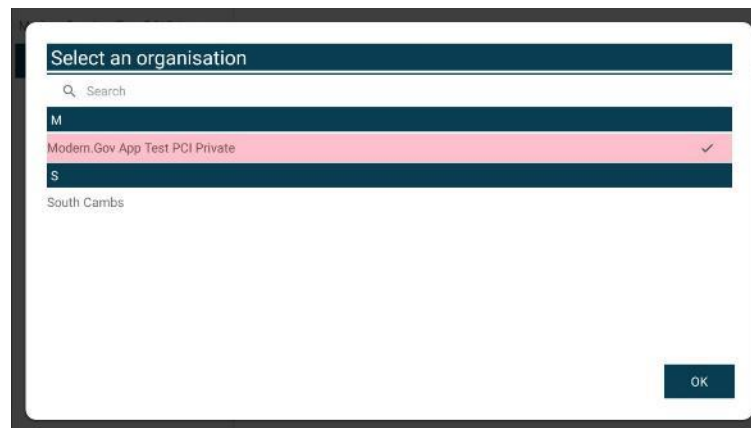 Select an organisation
Search
M
Modern.Gov App Test PCI Private
S
South Cambs
OK